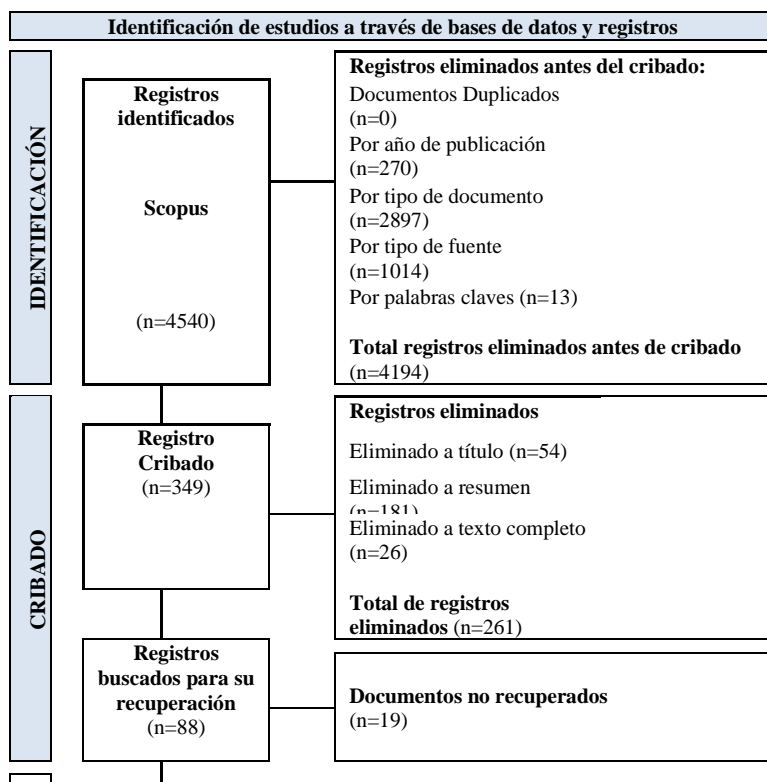 Identificación de estudios a través de bases de datos y registros
IDENTIFICACIÓN
Registros
identificados
Scopus
(n=4540)
Registros eliminados antes del cribado:
Documentos Duplicados
(n=0)
Por año de publicación
(n=270)
Por tipo de documento
(n=2897)
Por tipo de fuente
(n=1014)
Por palabras claves (n=13)
Total registros eliminados antes de cribado
(n=4194)
CRIBADO
Registro
Cribado
(n=349)
Registros eliminados
Eliminado a título (n=54)
Eliminado a resumen
(n=181)
Eliminado a texto completo
(n=26)
Total de registros
eliminados (n=261)
Registros
buscados para su
recuperación
(n=88)
Documentos no recuperados
(n=19)